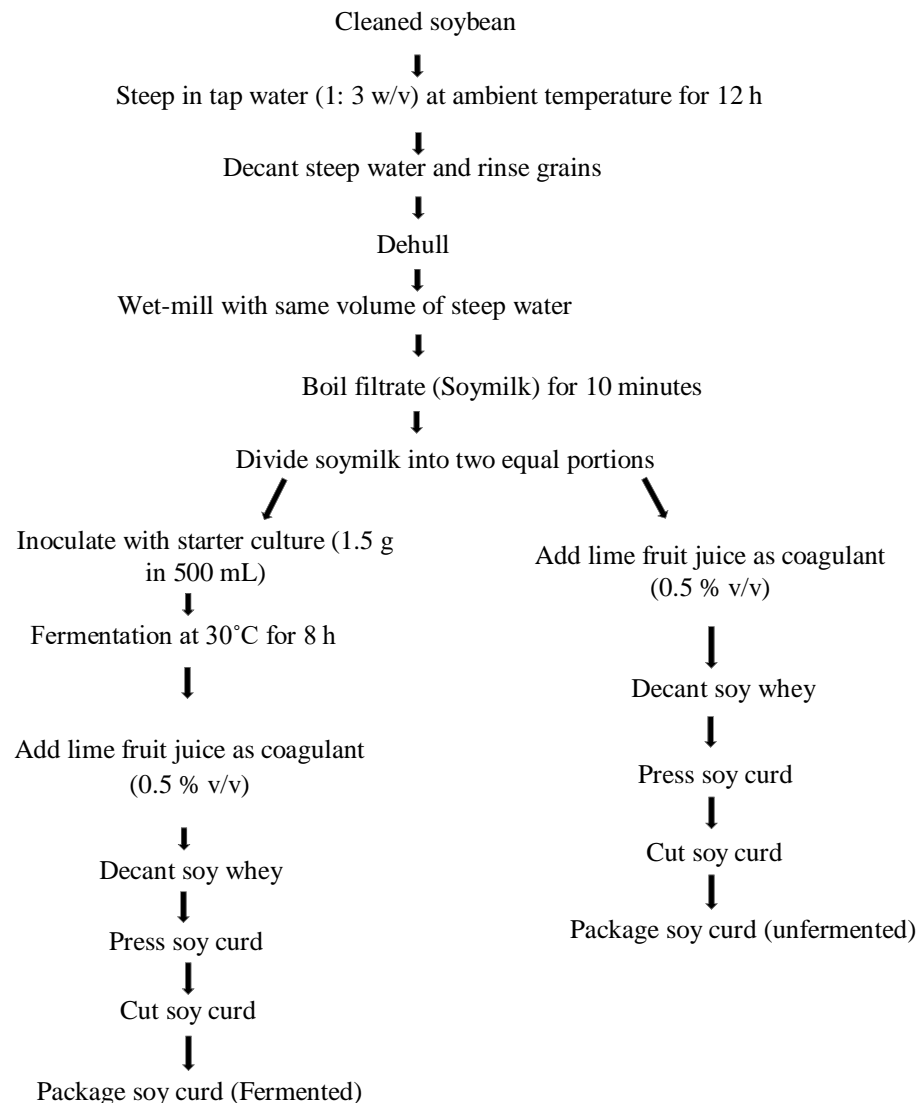 Cleaned soybean
Steep in tap water (1: 3 w/v) at ambient temperature for 12 h
Decant steep water and rinse grains
Dehull
Wet-mill with same volume of steep water
Boil filtrate (Soymilk) for 10 minutes
Divide soymilk into two equal portions
Inoculate with starter culture (1.5 g
in 500 mL)
Fermentation at 30˚C for 8 h
Add lime fruit juice as coagulant
(0.5 % v/v)
Decant soy whey
Press soy curd
Cut soy curd
Package soy curd (Fermented)
Add lime fruit juice as coagulant
(0.5 % v/v)
Decant soy whey
Press soy curd
Cut soy curd
Package soy curd (unfermented)